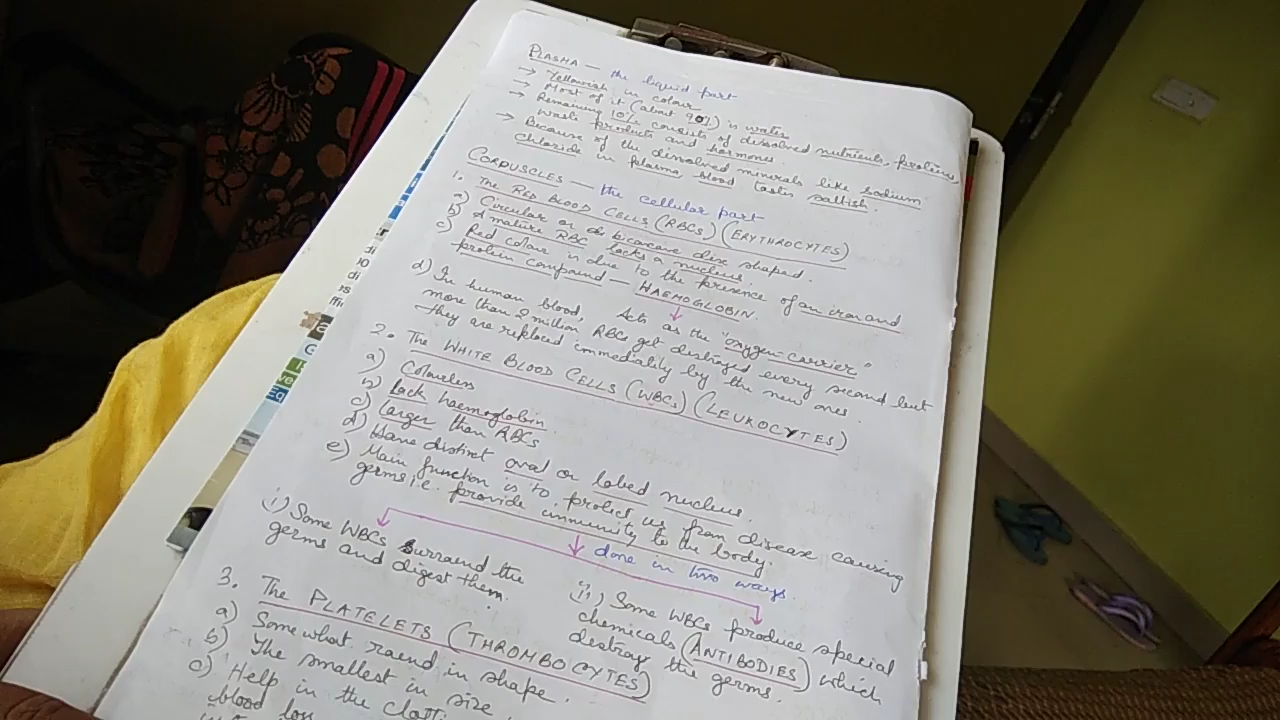 PLASMA — the liquid part
→ Yellowish in colour
→ Most of it (about 90%) is water
→ Remaining 10% consists of dissolved nutrients, proteins,
waste products and hormones.
→ Because of the dissolved minerals like sodium
chloride in plasma, blood tastes saltish.
CORPUSCLES — the cellular part
1. The RED BLOOD CELLS (RBCs) (ERYTHROCYTES)
a) Circular or biconcave disc shaped.
b) A mature RBC lacks a nucleus.
c) Red colour is due to the presence of an iron and
protein compound — HAEMOGLOBIN.
Acts as the "oxygen-carrier"
d) In human blood,
more than 2 million RBCs get destroyed every second but
they are replaced immediately by the new ones
2. The WHITE BLOOD CELLS (WBCs) (LEUKOCYTES)
a) Colourless
b) Lack haemoglobin.
c) Larger than RBCs
d) Have distinct oval or lobed nucleus.
e) Main function is to protect us from disease causing
germs i.e. provide immunity to the body.
done in two ways
i) Some WBCs surround the
germs and digest them.
ii) Some WBCs produce special
chemicals (ANTIBODIES) which
destroy the germs.
3. The PLATELETS (THROMBOCYTES)
a) Somewhat round in shape.
b) The smallest in size
c) Help in the
blood loss